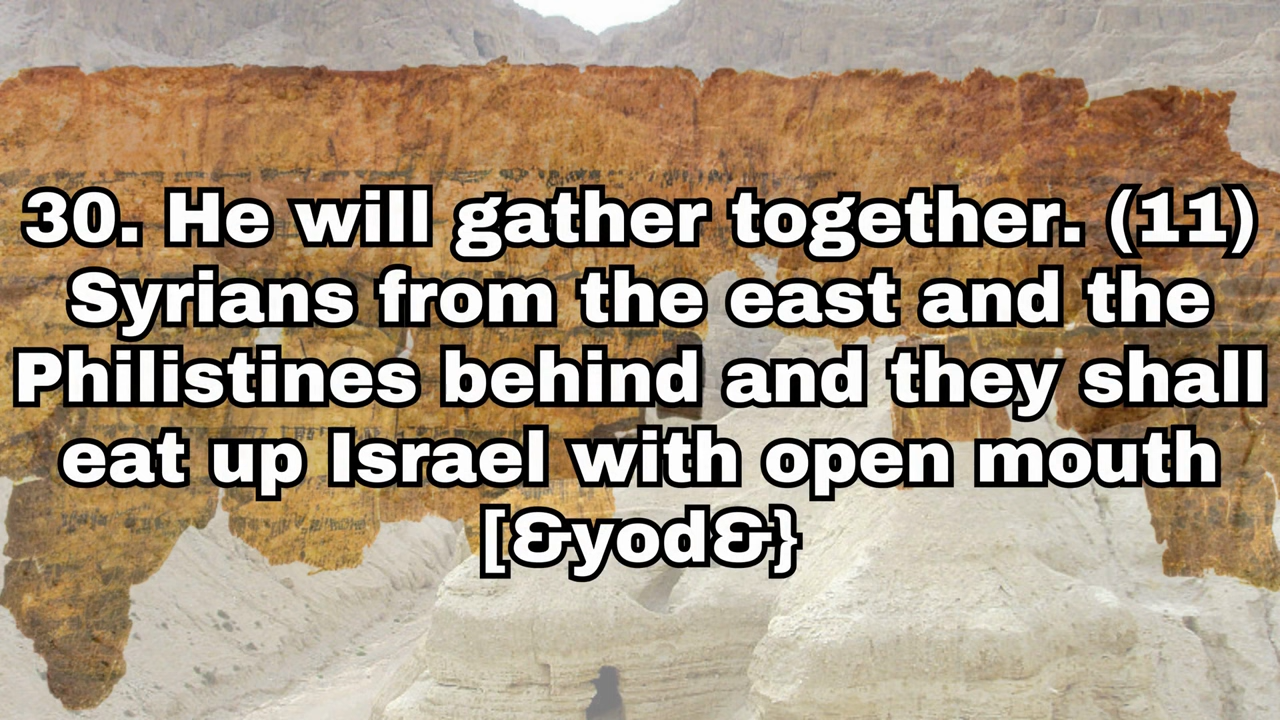 30. He will gather together. (11)
Syrians from the east and the
Philistines behind and they shall
eat up Israel with open mouth
[&yod&}